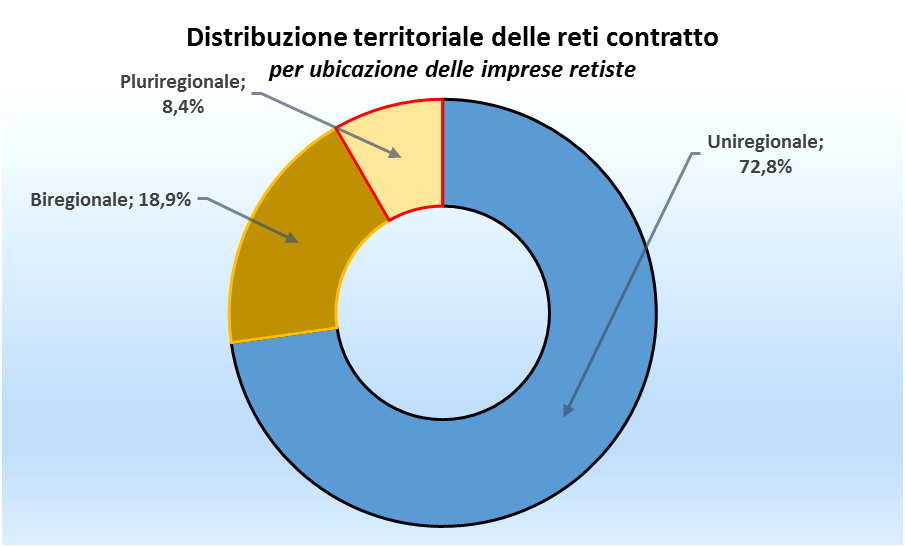 Distribuzione territoriale delle reti contratto
per ubicazione delle imprese retiste
Pluriregionale;
8,4%
Uniregionale;
72,8%
Biregionale; 18,9%